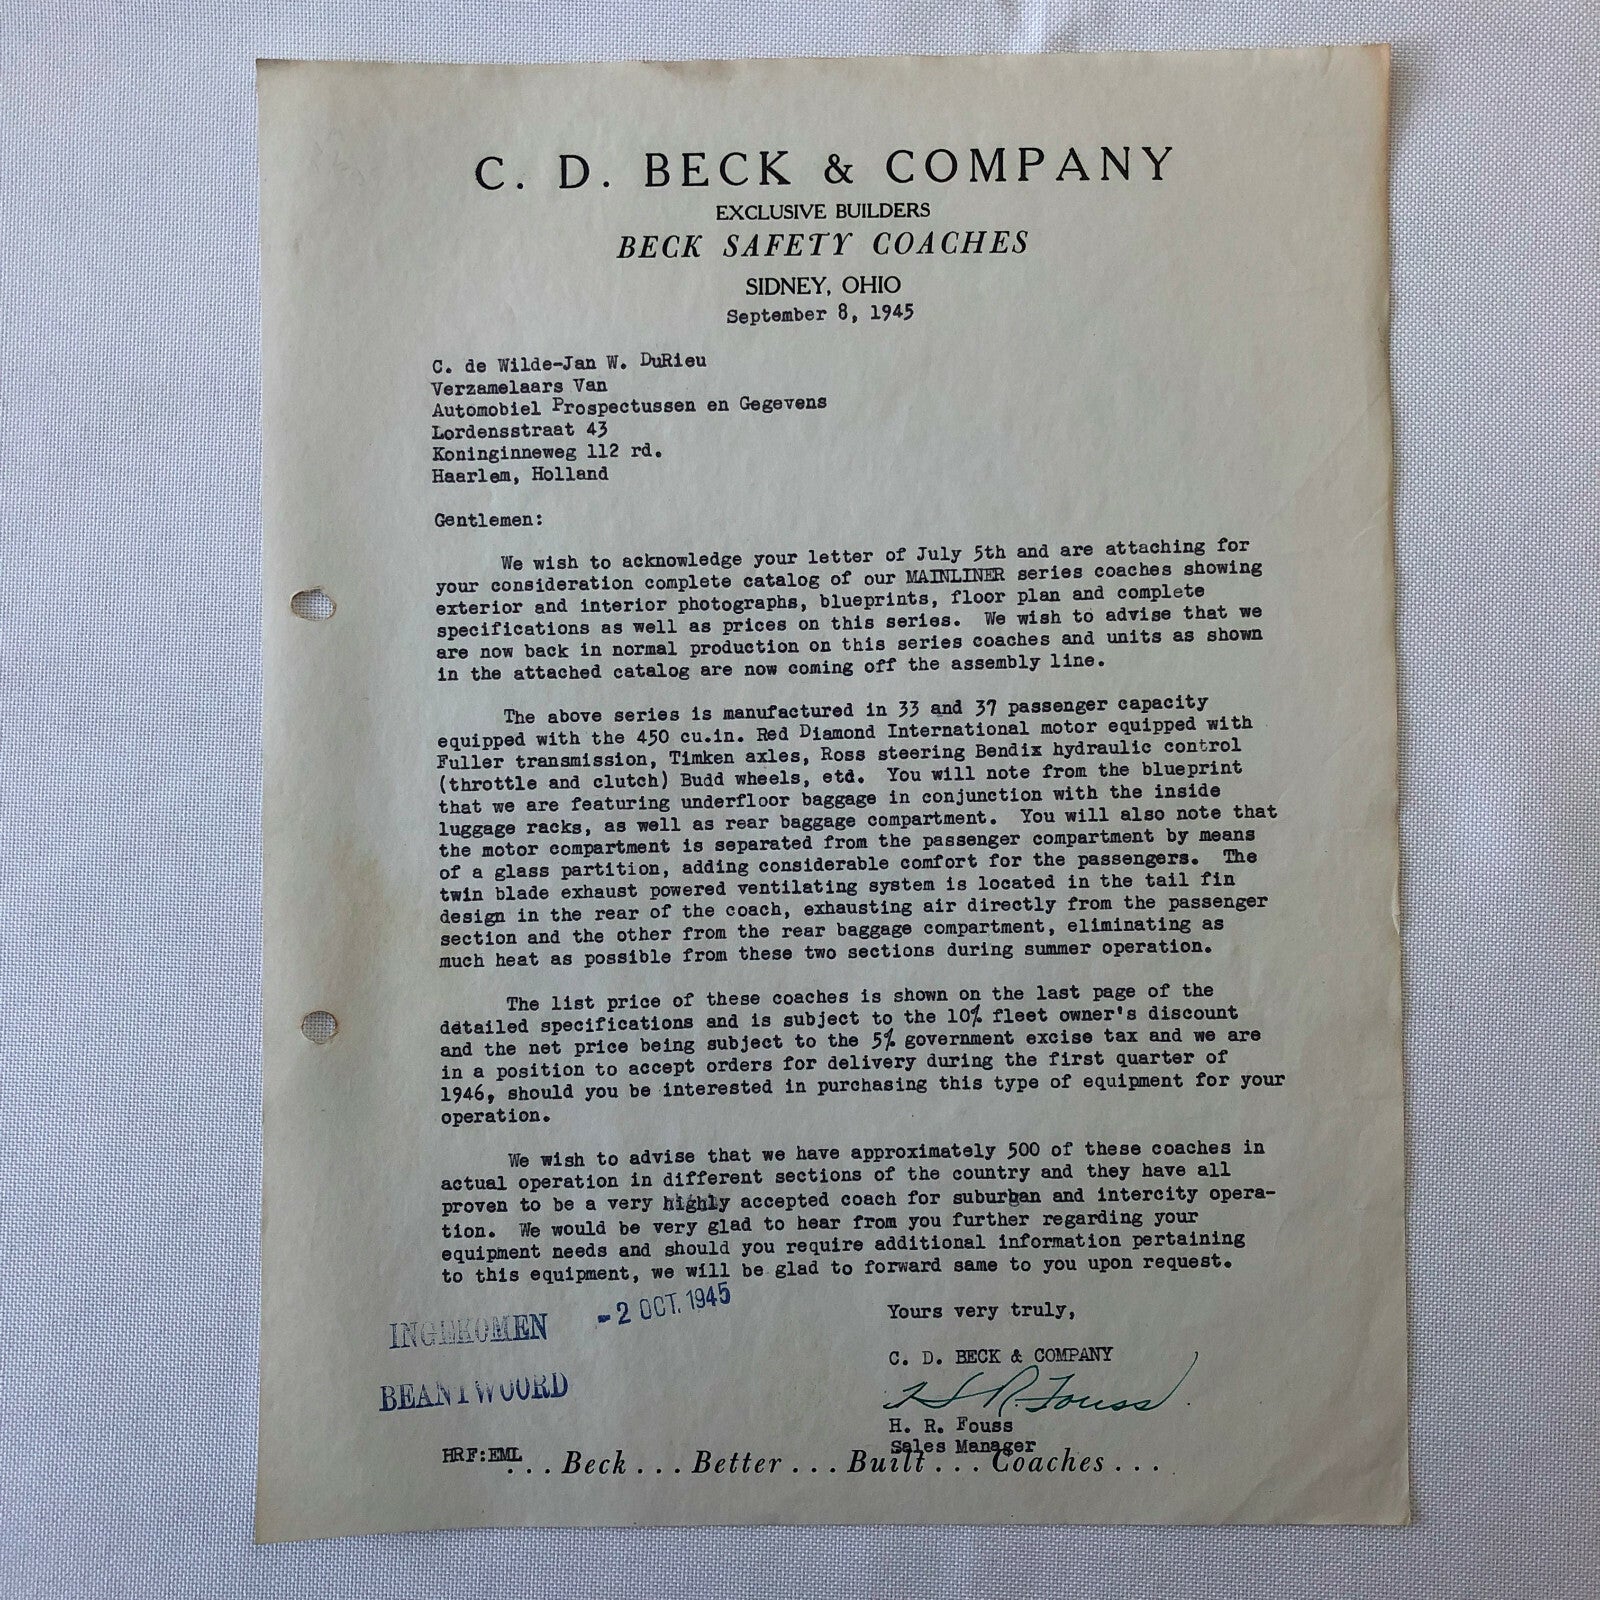 C. D. BECK & COMPANY
EXCLUSIVE BUILDERS
BECK SAFETY COACHES
SIDNEY, OHIO
September 8, 1945
C. de Wilde-Jan W. DuRieu
Verzamelaars Van
Automobiel Prospectussen en Gegevens
Lordensstraat 43
Koninginneweg 112 rd.
Haarlem, Holland
Gentlemen:
We wish to acknowledge your letter of July 5th and are attaching for
your consideration complete catalog of our MAINLINER series coaches showing
exterior and interior photographs, blueprints, floor plan and complete
specifications as well as prices on this series. We wish to advise that we
are now back in normal production on this series coaches and units as shown
in the attached catalog are now coming off the assembly line.
The above series is manufactured in 33 and 37 passenger capacity
equipped with the 450 cu.in. Red Diamond International motor equipped with
Fuller transmission, Timken axles, Ross steering Bendix hydraulic control
(throttle and clutch) Budd wheels, etd. You will note from the blueprint
that we are featuring underfloor baggage in conjunction with the inside
luggage racks, as well as rear baggage compartment. You will also note that
the motor compartment is separated from the passenger compartment by means
of a glass partition, adding considerable comfort for the passengers. The
twin blade exhaust powered ventilating system is located in the tail fin
design in the rear of the coach, exhausting air directly from the passenger
section and the other from the rear baggage compartment, eliminating as
much heat as possible from these two sections during summer operation.
The list price of these coaches is shown on the last page of the
detailed specifications and is subject to the 10% fleet owner's discount
and the net price being subject to the 5% government excise tax and we are
in a position to accept orders for delivery during the first quarter of
1946, should you be interested in purchasing this type of equipment for your
operation.
We wish to advise that we have approximately 500 of these coaches in
actual operation in different sections of the country and they have all
proven to be a very highly accepted coach for suburban and intercity opera-
tion. We would be very glad to hear from you further regarding your
equipment needs and should you require additional information pertaining
to this equipment, we will be glad to forward same to you upon request.
INGEKOMEN -2 OCT. 1945
BEANTWOORD
Yours very truly,
C. D. BECK & COMPANY
H R. Fouss
H. R. Fouss
Sales Manager
HRF:EML
... Beck ... Better ... Built ... Coaches ...